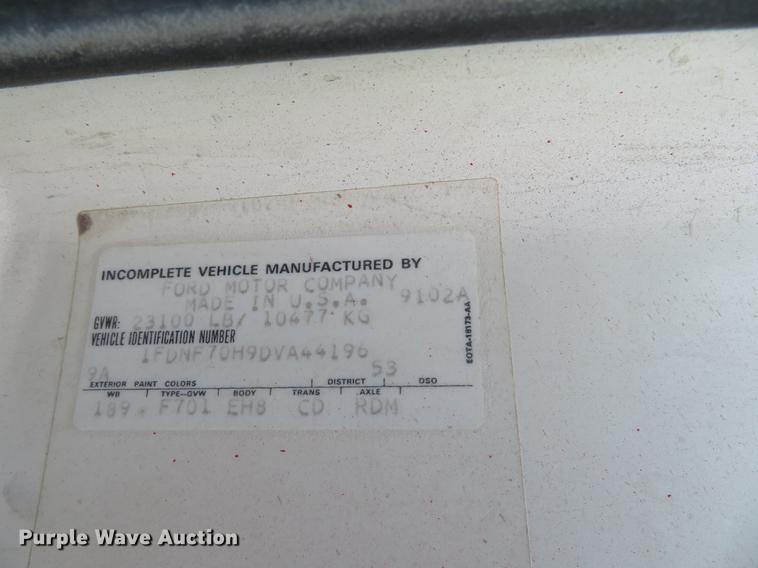 INCOMPLETE VEHICLE MANUFACTURED BY
FORD MOTOR COMPANY
MADE IN U.S.A. 9102A
GVWR: 23100 LB/ 10477 KG
VEHICLE IDENTIFICATION NUMBER
1FDNF70H9DVA44196
9A 53
EXTERIOR PAINT COLORS DISTRICT DSO
WB TYPE-GVW BODY TRANS AXLE
189 F701 EH8 CD RDM
EOTA-18173-AA
Purple Wave Auction